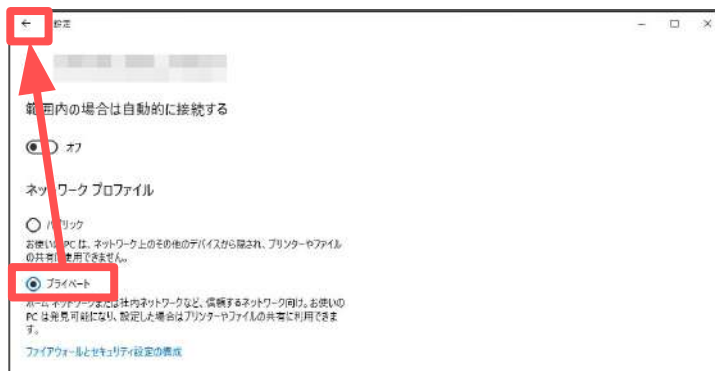 設定
範囲内の場合は自動的に接続する
オフ
ネットワーク プロファイル
パブリック
お使いの PC は、ネットワーク上のその他のデバイスから隠され、プリンターやファイル
の共有に使用できません。
プライベート
ホーム ネットワークまたは社内ネットワークなど、信頼するネットワーク向け。お使いの
PC は発見可能になり、設定した場合はプリンターやファイルの共有に利用できま
す。
ファイアウォールとセキュリティ設定の構成